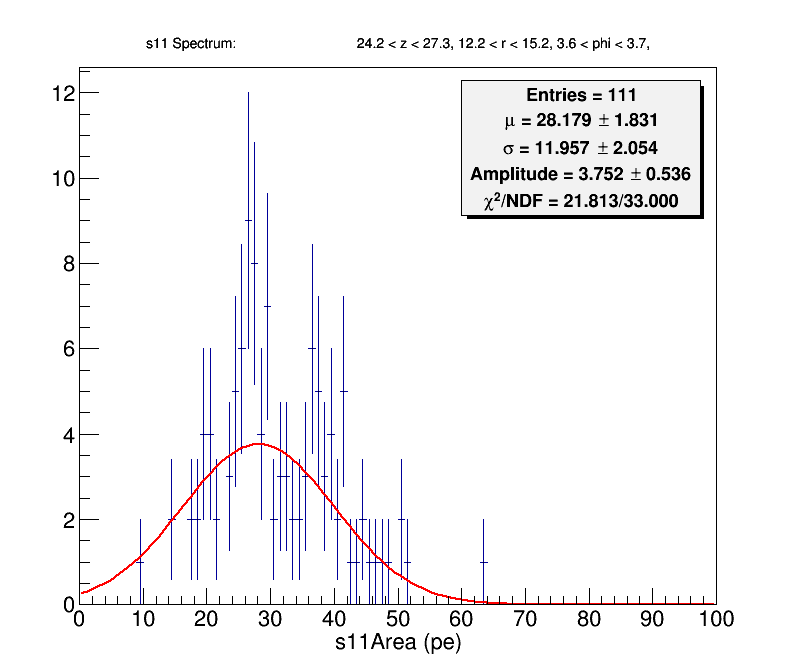 s11 Spectrum: 24.2 < z < 27.3, 12.2 < r < 15.2, 3.6 < phi < 3.7,
Entries = 111
μ = 28.179 ± 1.831
σ = 11.957 ± 2.054
Amplitude = 3.752 ± 0.536
χ²/NDF = 21.813/33.000
12
10
8
6
4
2
0
0 10 20 30 40 50 60 70 80 90 100
s11Area (pe)